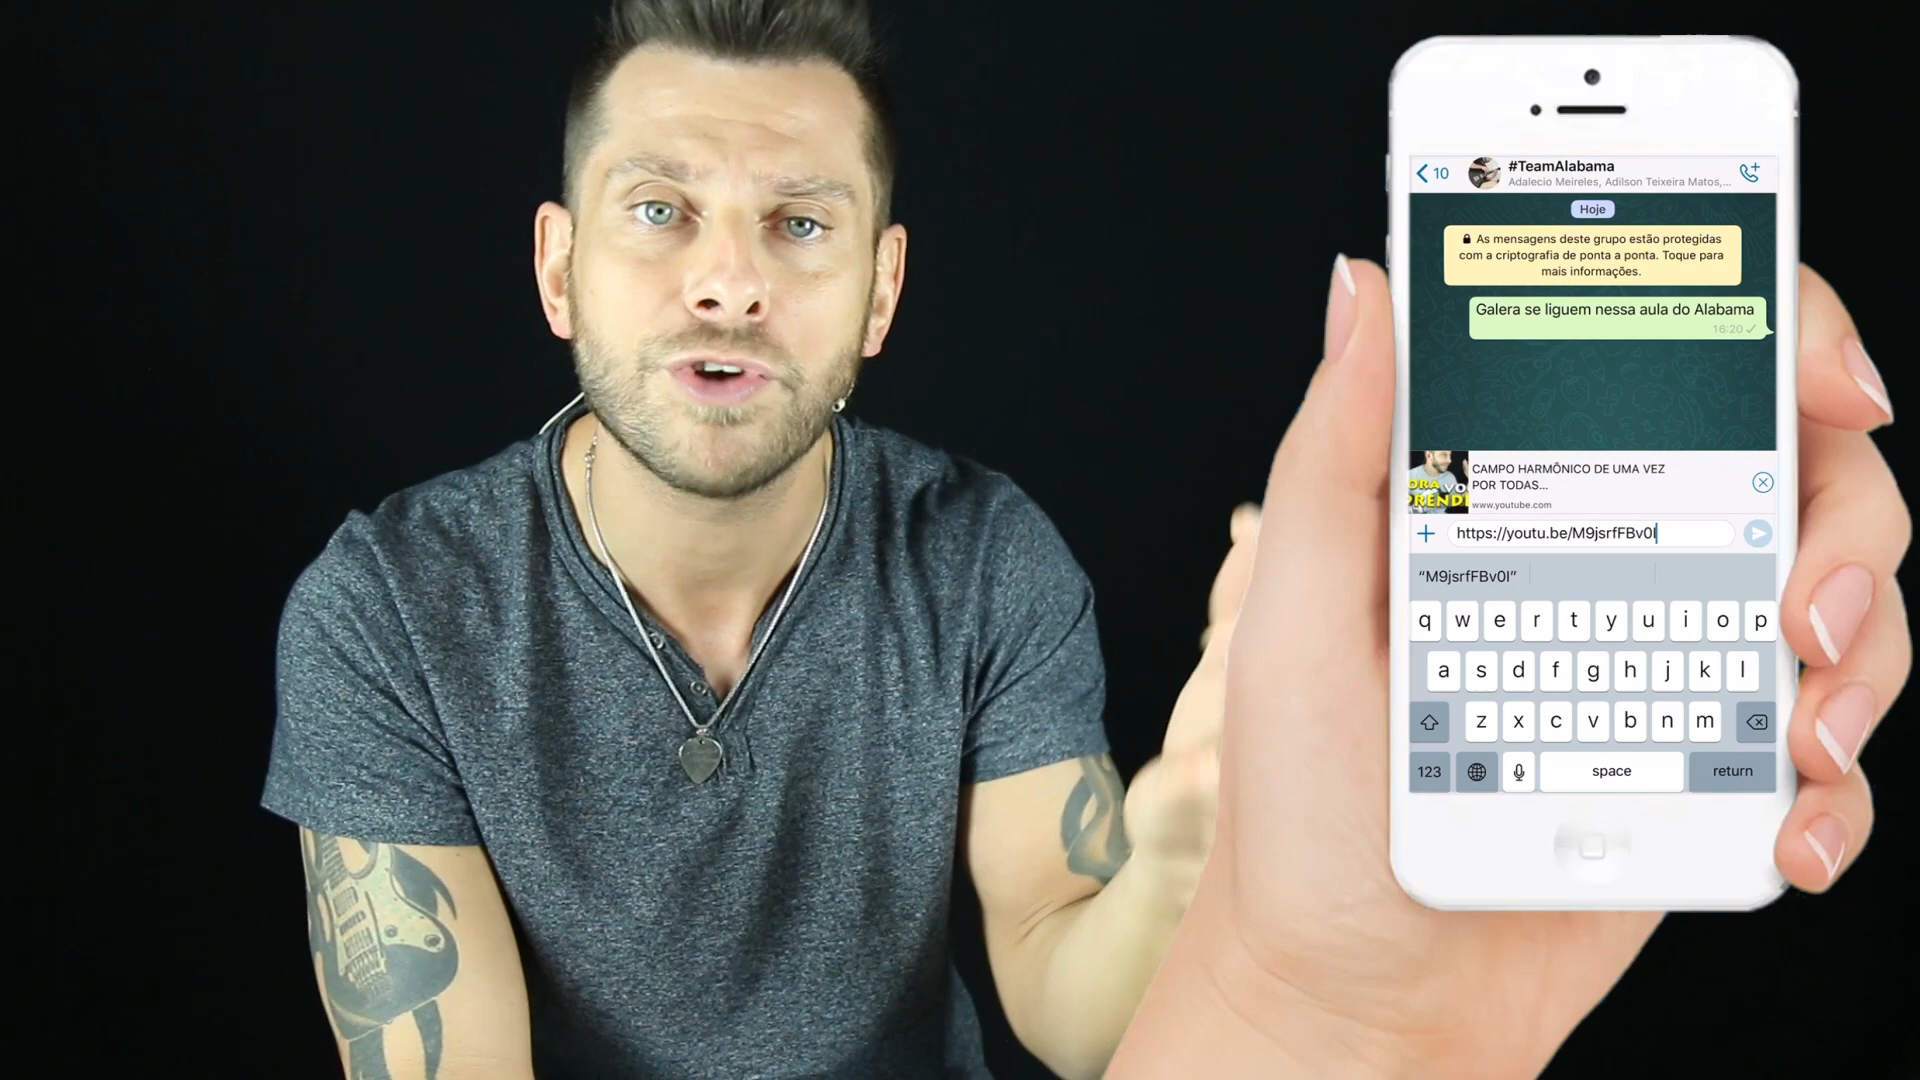 10
#TeamAlabama
Adalecio Meireles, Adilson Teixeira Matos,...
Hoje
As mensagens deste grupo estão protegidas
com a criptografia de ponta a ponta. Toque para
mais informações.
Galera se liguem nessa aula do Alabama
16:20
CAMPO HARMÔNICO DE UMA VEZ
POR TODAS...
www.youtube.com
https://youtu.be/M9jsrfFBv0I
“M9jsrfFBv0I”
q w e r t y u i o p
a s d f g h j k l
z x c v b n m
123 space return